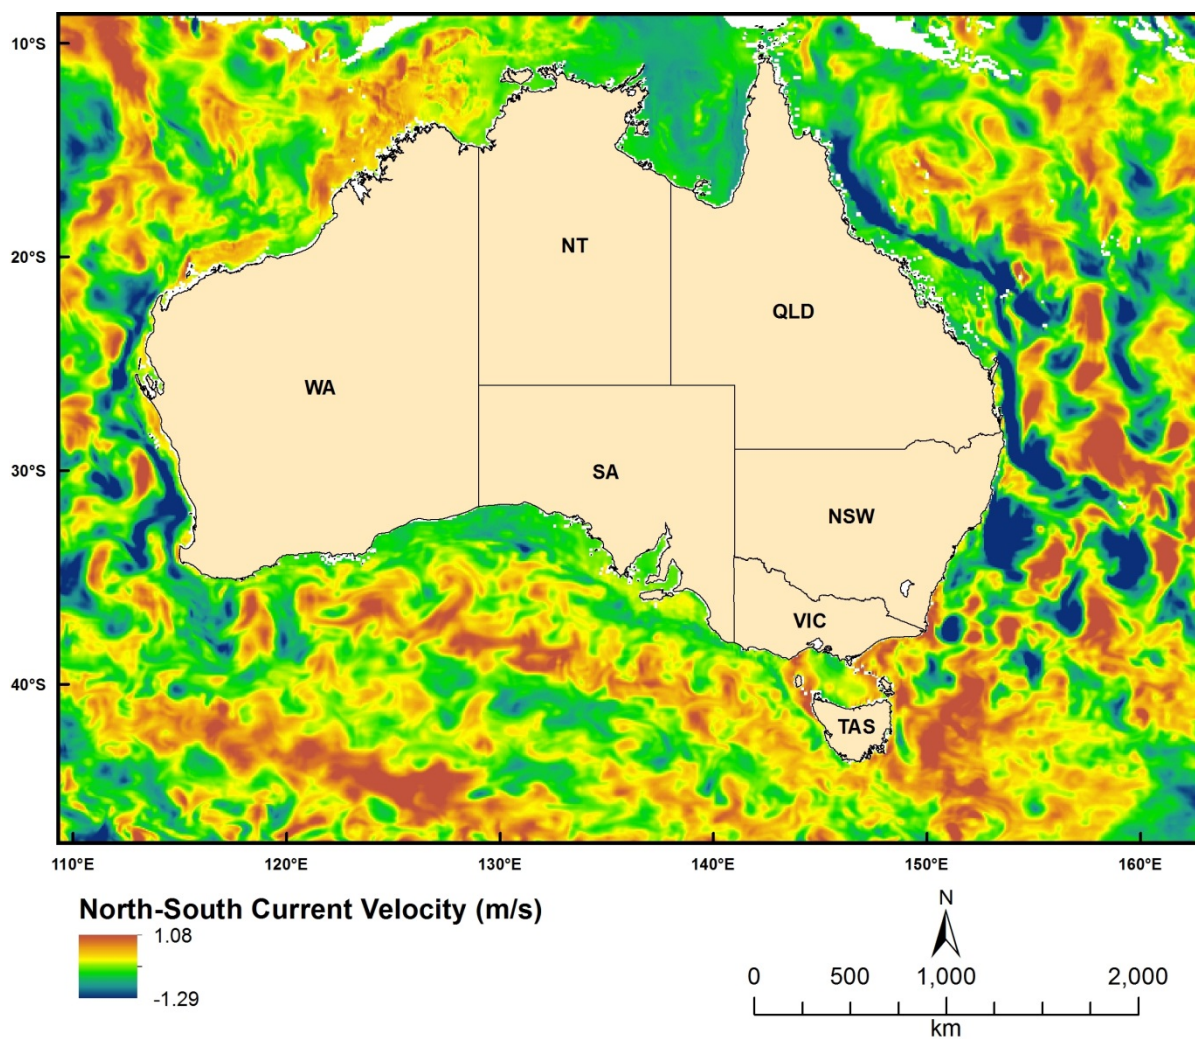 10°S
NT
20°S
QLD
WA
30°S
SA
NSW
VIC
40°S
TAS
110°E 120°E 130°E 140°E 150°E 160°E
North-South Current Velocity (m/s)
1.08
-1.29
N
0 500 1,000 2,000
km